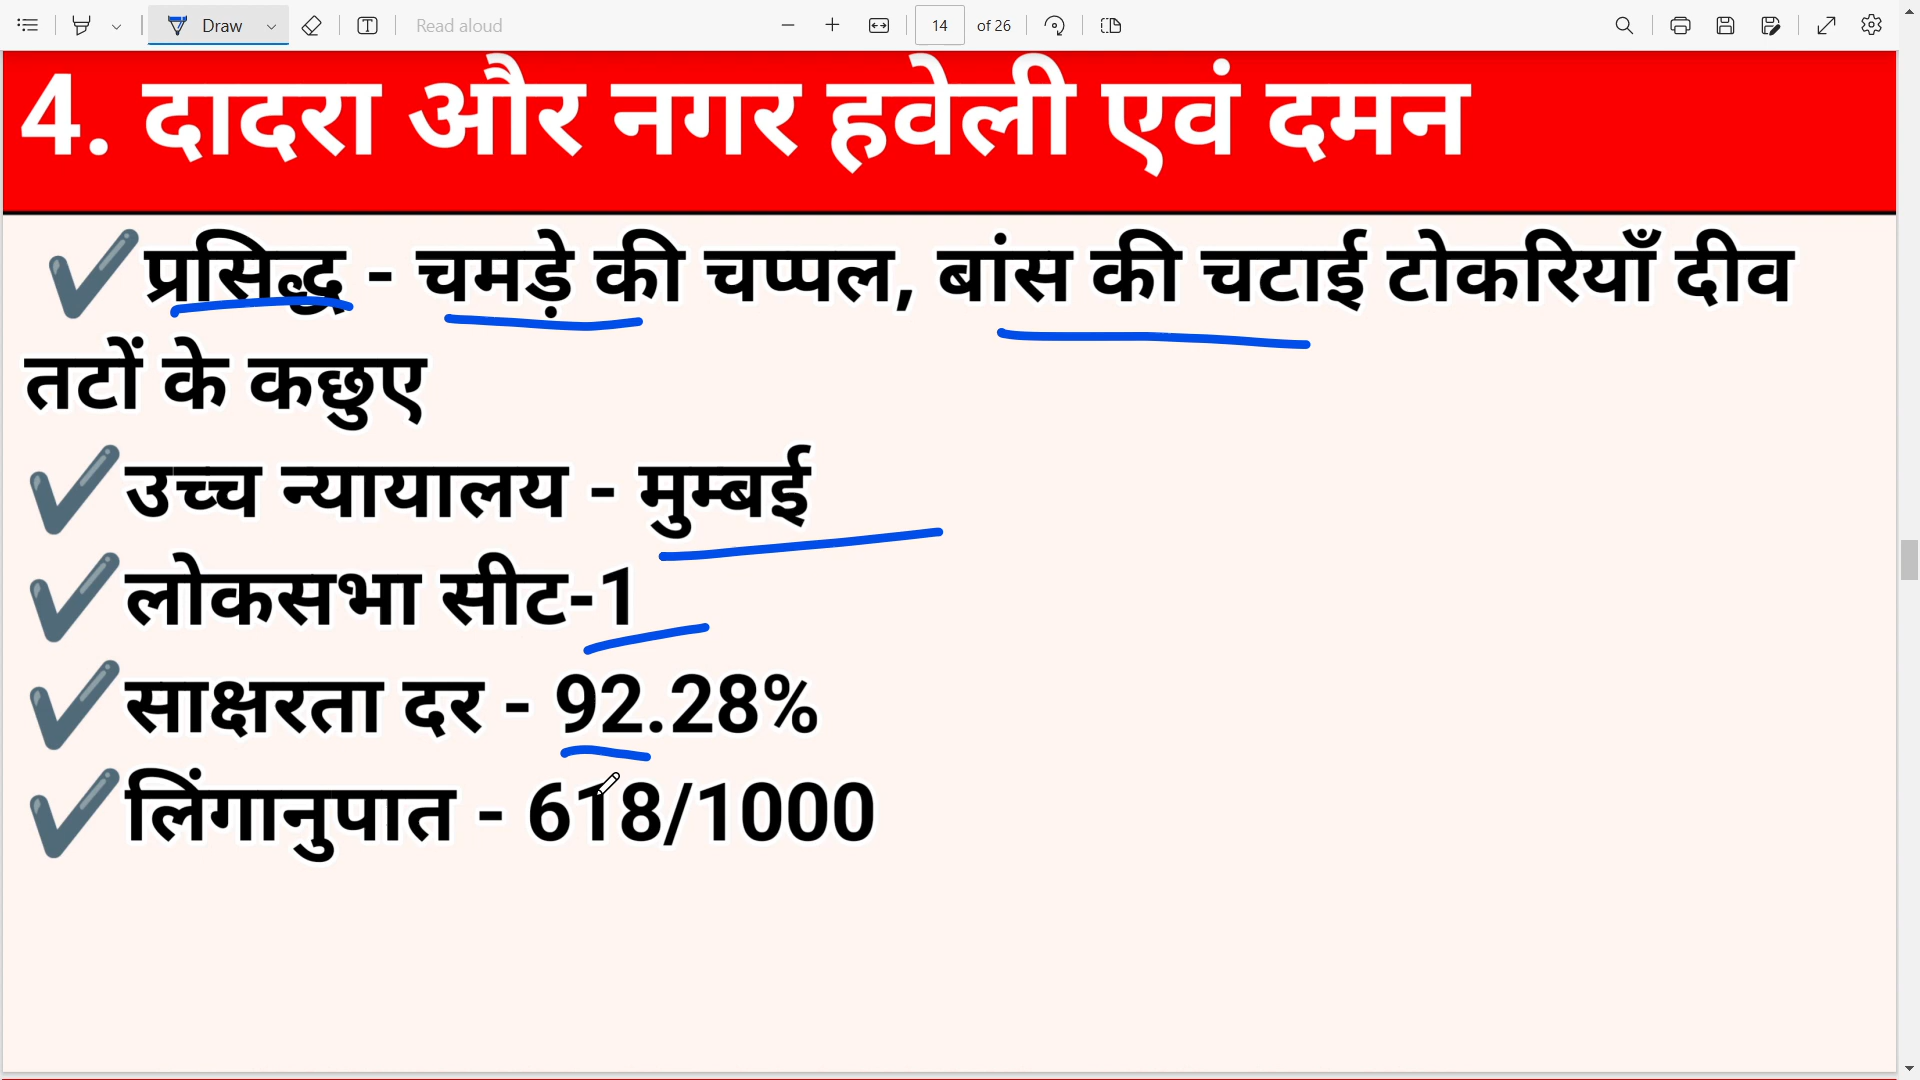 Draw
Read aloud
14 of 26
4. दादरा और नगर हवेली एवं दमन
प्रसिद्ध - चमड़े की चप्पल, बांस की चटाई टोकरियाँ दीव
तटों के कछुए
उच्च न्यायालय - मुम्बई
लोकसभा सीट-1
साक्षरता दर - 92.28%
लिंगानुपात - 618/1000